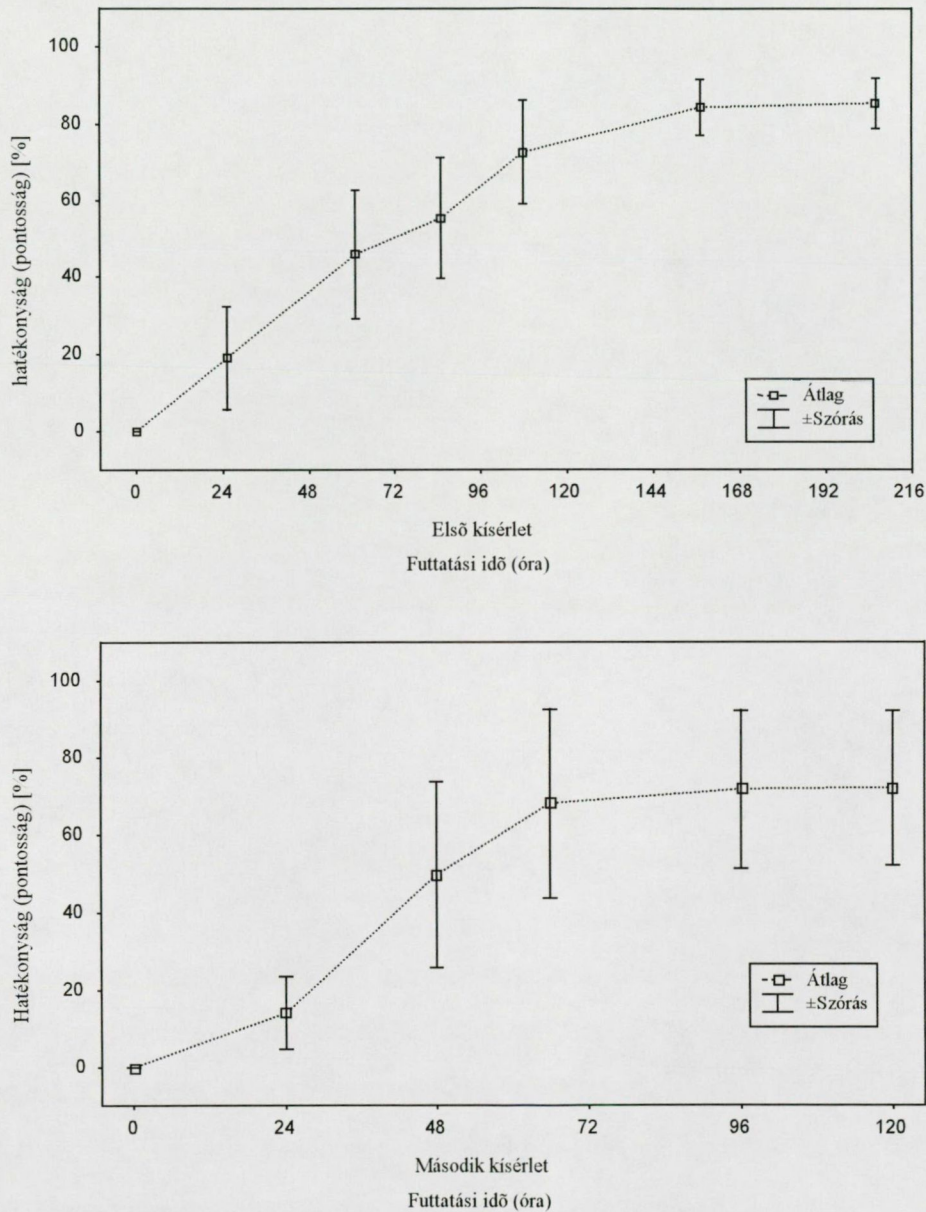 hatékonyság (pontosság) [%]
100
80
60
40
20
0
Átlag
±Szórás
0 24 48 72 96 120 144 168 192 216
Elsõ kísérlet
Futtatási idõ (óra)
Hatékonyság (pontosság) [%]
100
80
60
40
20
0
Átlag
±Szórás
0 24 48 72 96 120
Második kísérlet
Futtatási idõ (óra)